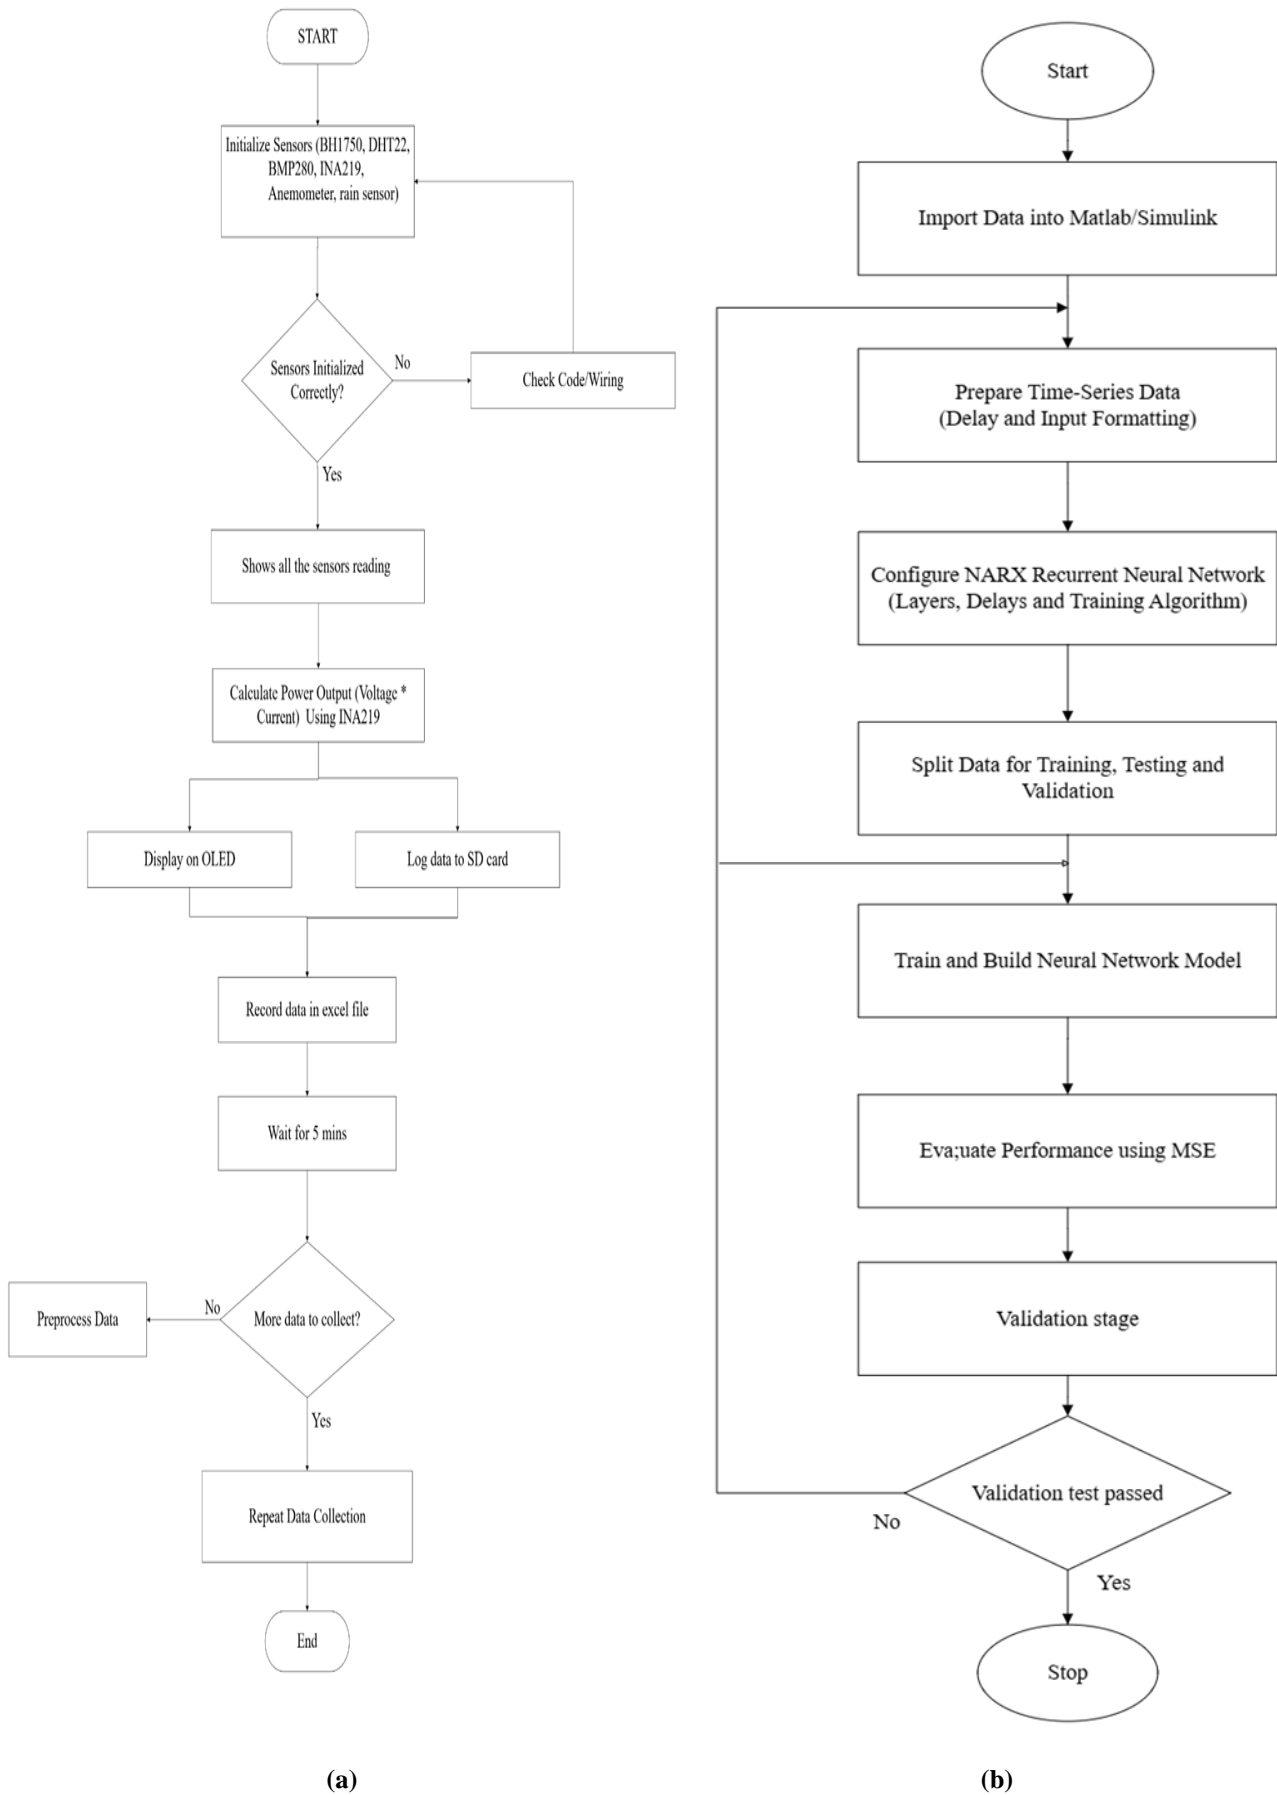 START
Initialize Sensors (BH1750, DHT22,
BMP280, INA219,
Anemometer, rain sensor)
Sensors Initialized
Correctly?
No
Check Code/Wiring
Yes
Shows all the sensors reading
Calculate Power Output (Voltage *
Current) Using INA219
Display on OLED
Log data to SD card
Record data in excel file
Wait for 5 mins
More data to collect?
No
Preprocess Data
Yes
Repeat Data Collection
End
(a)
Start
Import Data into Matlab/Simulink
Prepare Time-Series Data
(Delay and Input Formatting)
Configure NARX Recurrent Neural Network
(Layers, Delays and Training Algorithm)
Split Data for Training, Testing and
Validation
Train and Build Neural Network Model
Eva;uate Performance using MSE
Validation stage
Validation test passed
No
Yes
Stop
(b)